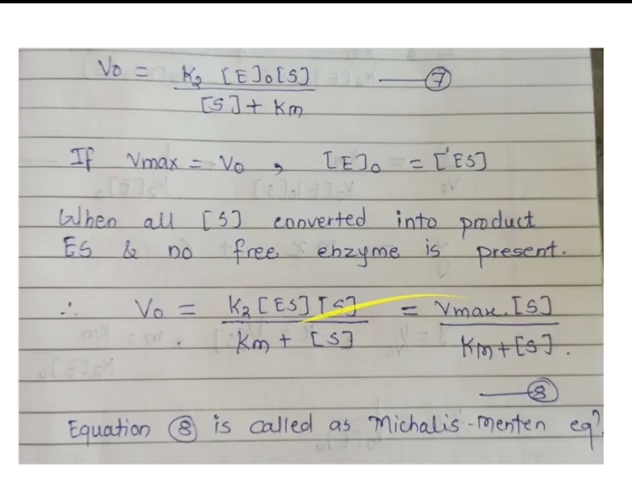 Vo = K2 [E]o[S] / [S] + Km —— ⑦
If Vmax = Vo , [E]o = [ES]
When all [S] converted into product
ES & no free enzyme is present.
∴ Vo = K2 [ES] [S] / Km + [S] = Vmax. [S] / Km + [S] .
—— ⑧
Equation ⑧ is called as Michalis-Menten eqn